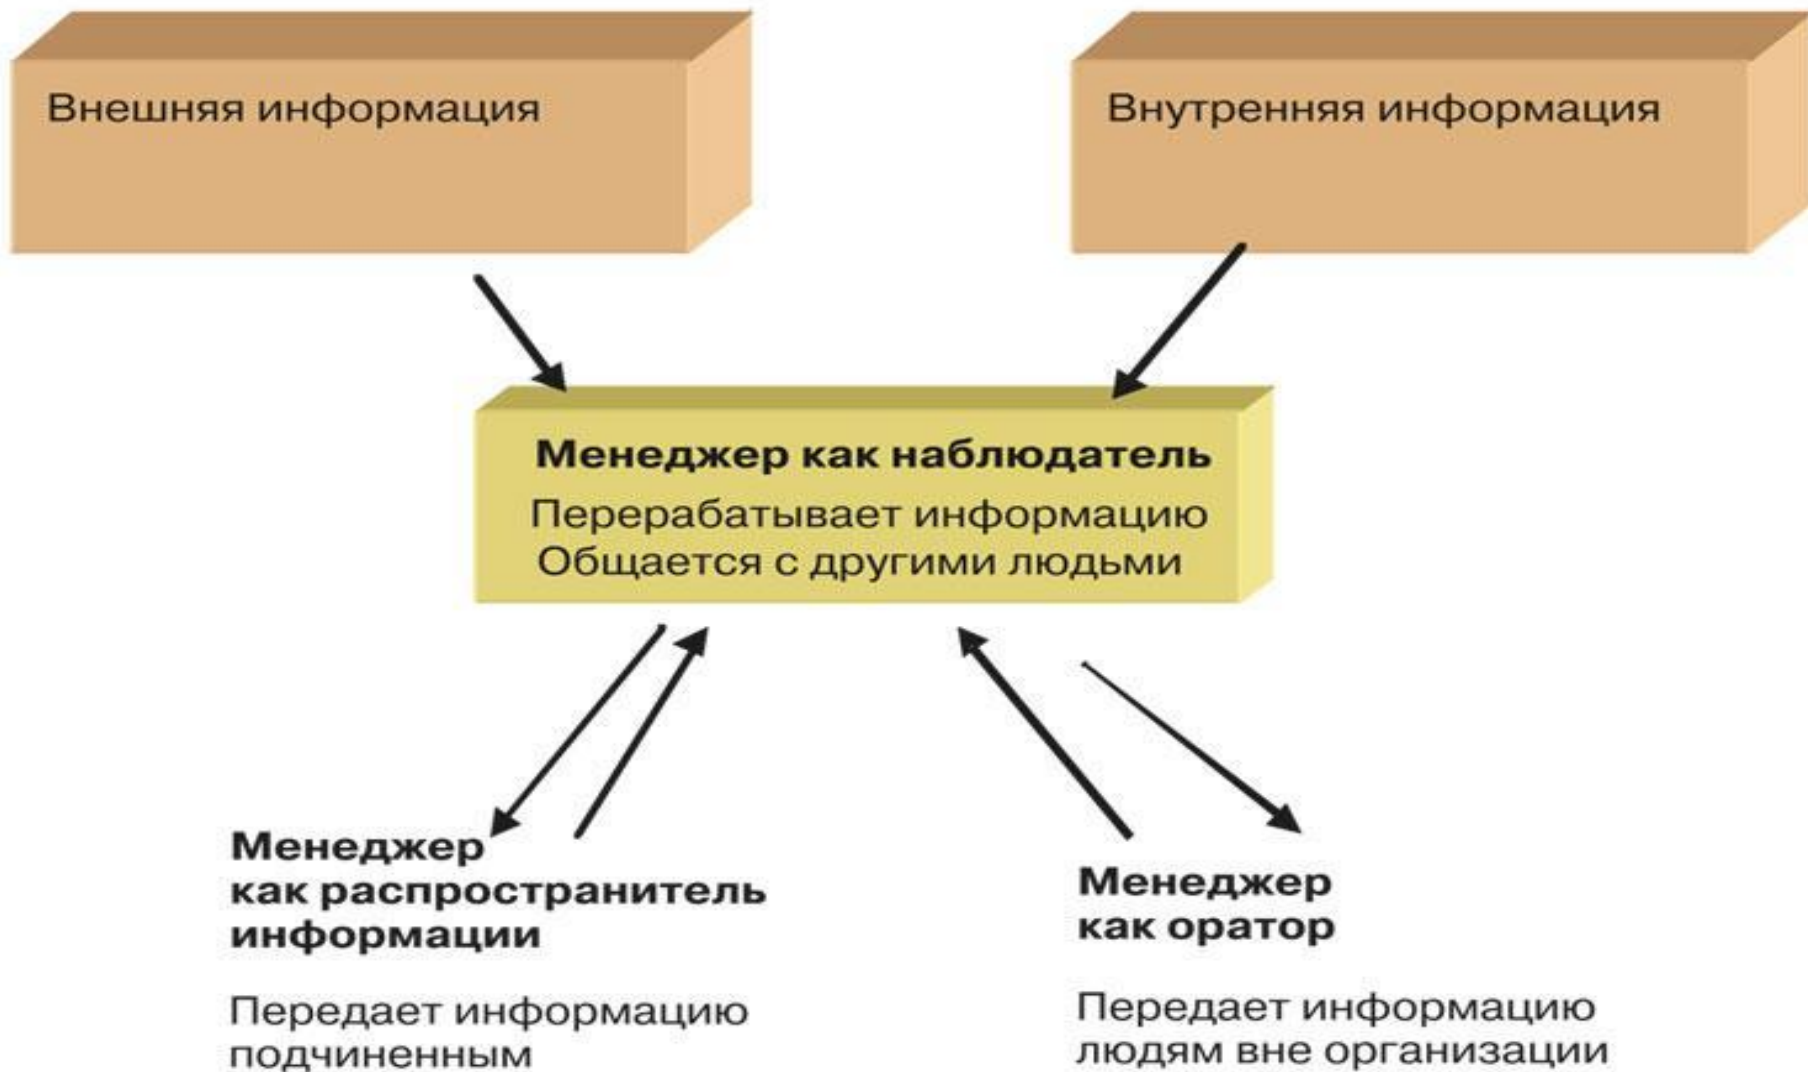 Внешняя информация
Внутренняя информация
Менеджер как наблюдатель
Перерабатывает информацию
Общается с другими людьми
Менеджер
как распространитель
информации
Передает информацию
подчиненным
Менеджер
как оратор
Передает информацию
людям вне организации